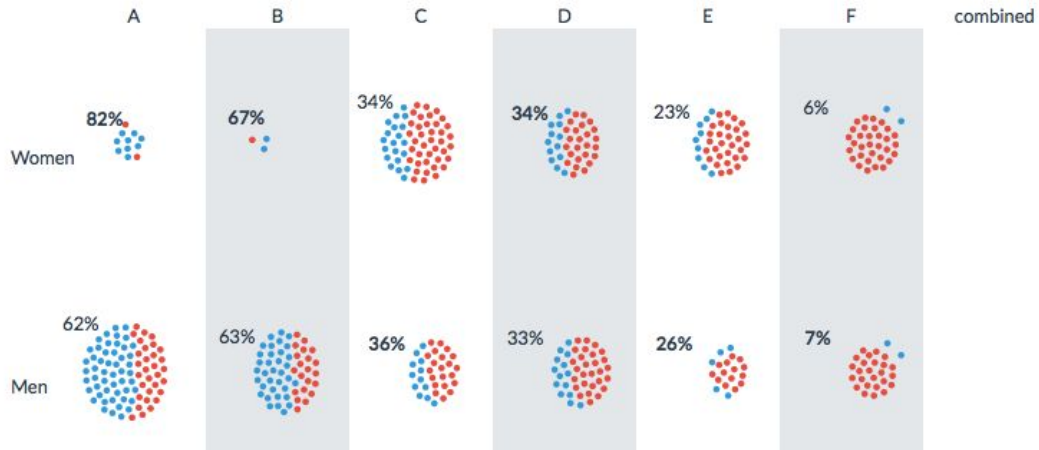 A B C D E F combined
82% 67% 34% 34% 23% 6%
Women
62% 63% 36% 33% 26% 7%
Men